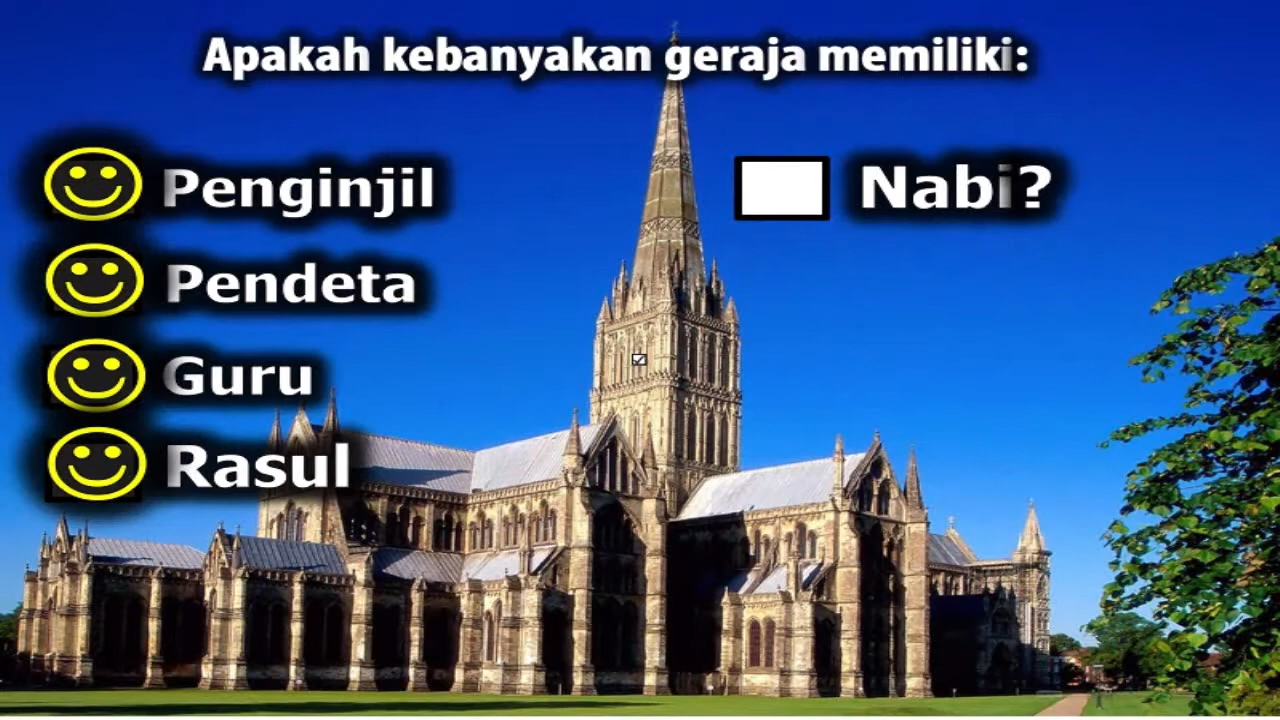 Apakah kebanyakan geraja memiliki:
Penginjil
Pendeta
Guru
Rasul
Nabi?